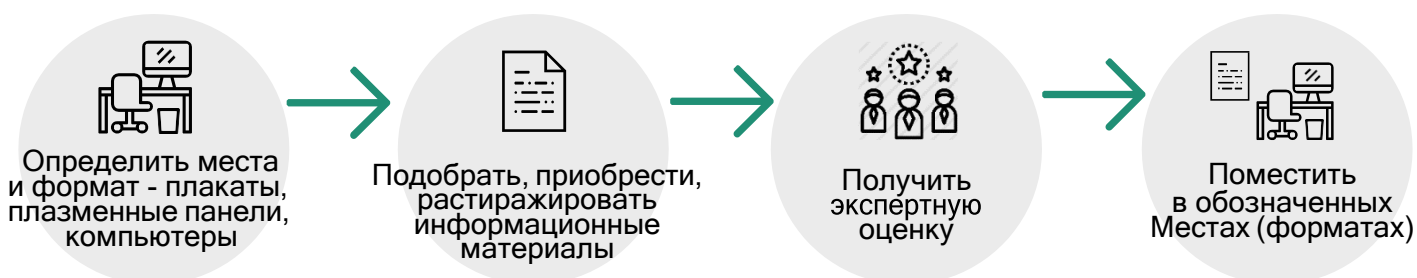 Определить места
и формат - плакаты,
плазменные панели,
компьютеры
Подобрать, приобрести,
растиражировать
информационные
материалы
Получить
экспертную
оценку
Поместить
в обозначенных
Местах (форматах)